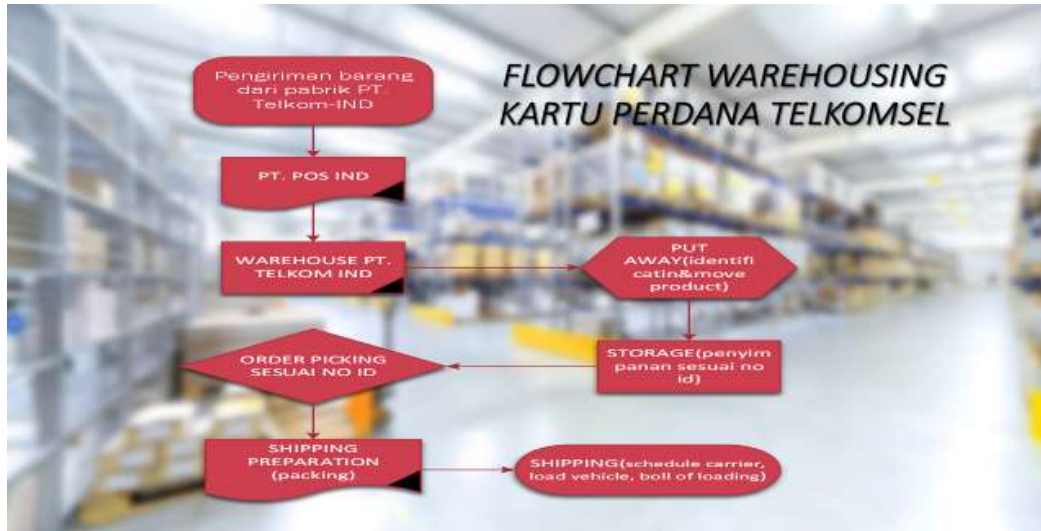 FLOWCHART WAREHOUSING
KARTU PERDANA TELKOMSEL
Pengiriman barang
dari pabrik PT.
Telkom-IND
PT. POS IND
WAREHOUSE PT.
TELKOM IND
PUT
AWAY(identifi
catin&move
product)
STORAGE(penyim
panan sesuai no
id)
ORDER PICKING
SESUAI NO ID
SHIPPING
PREPARATION
(packing)
SHIPPING(schedule carrier,
load vehicle, boll of loading)